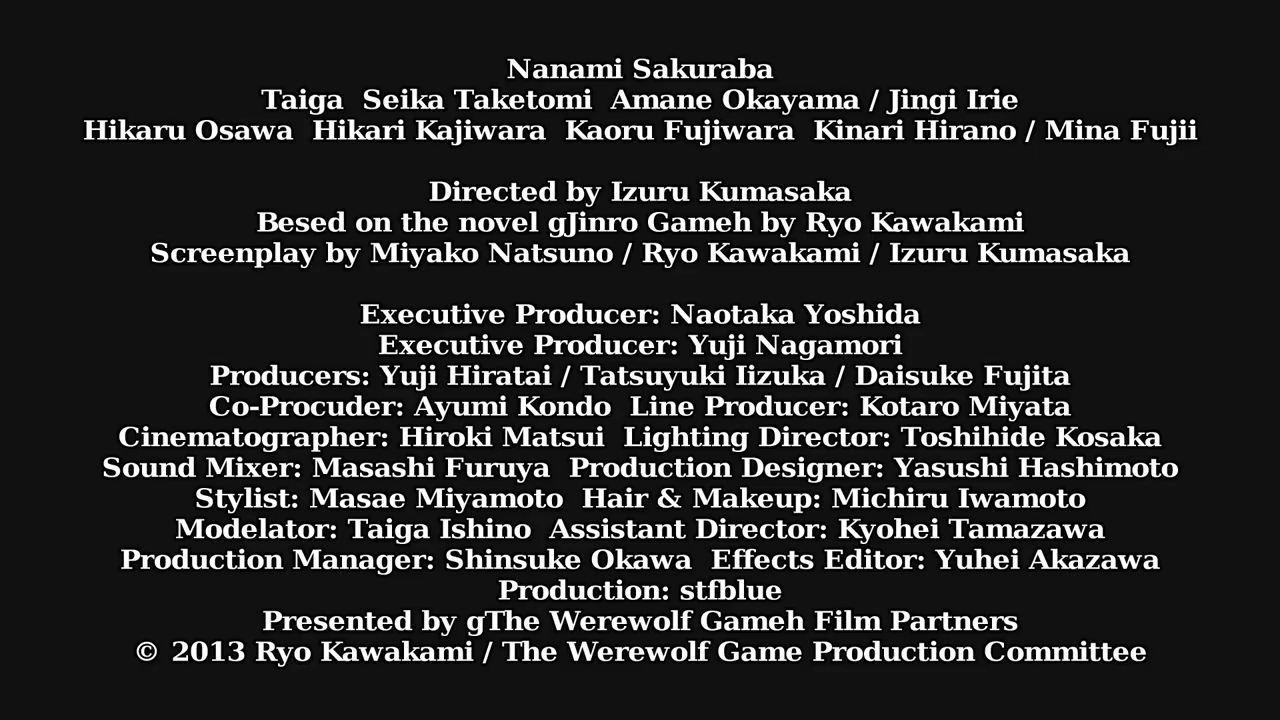 Nanami Sakuraba
Taiga  Seika Taketomi  Amane Okayama / Jingi Irie
Hikaru Osawa  Hikari Kajiwara  Kaoru Fujiwara  Kinari Hirano / Mina Fujii
Directed by Izuru Kumasaka
Besed on the novel gJinro Gameh by Ryo Kawakami
Screenplay by Miyako Natsuno / Ryo Kawakami / Izuru Kumasaka
Executive Producer: Naotaka Yoshida
Executive Producer: Yuji Nagamori
Producers: Yuji Hiratai / Tatsuyuki Iizuka / Daisuke Fujita
Co-Procuder: Ayumi Kondo  Line Producer: Kotaro Miyata
Cinematographer: Hiroki Matsui  Lighting Director: Toshihide Kosaka
Sound Mixer: Masashi Furuya  Production Designer: Yasushi Hashimoto
Stylist: Masae Miyamoto  Hair & Makeup: Michiru Iwamoto
Modelator: Taiga Ishino  Assistant Director: Kyohei Tamazawa
Production Manager: Shinsuke Okawa  Effects Editor: Yuhei Akazawa
Production: stfblue
Presented by gThe Werewolf Gameh Film Partners
© 2013 Ryo Kawakami / The Werewolf Game Production Committee